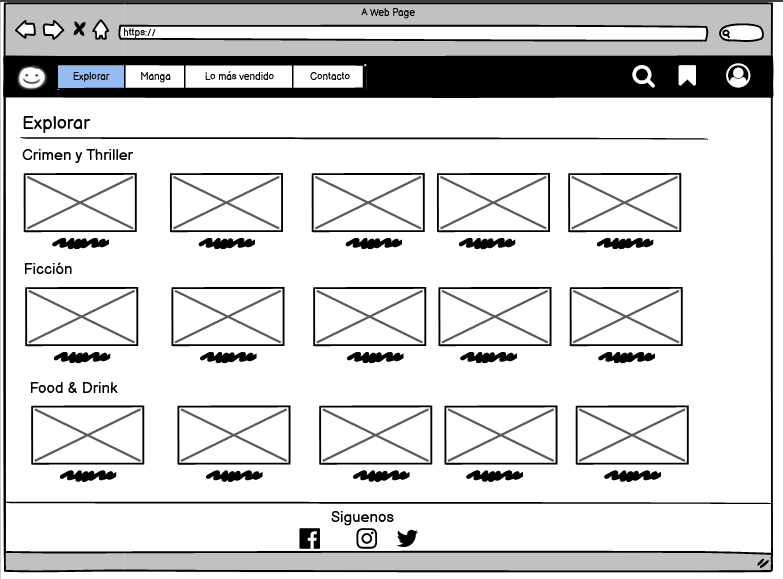 A Web Page
https://
Explorar Manga Lo más vendido Contacto
Explorar
Crimen y Thriller
Ficción
Food & Drink
Siguenos